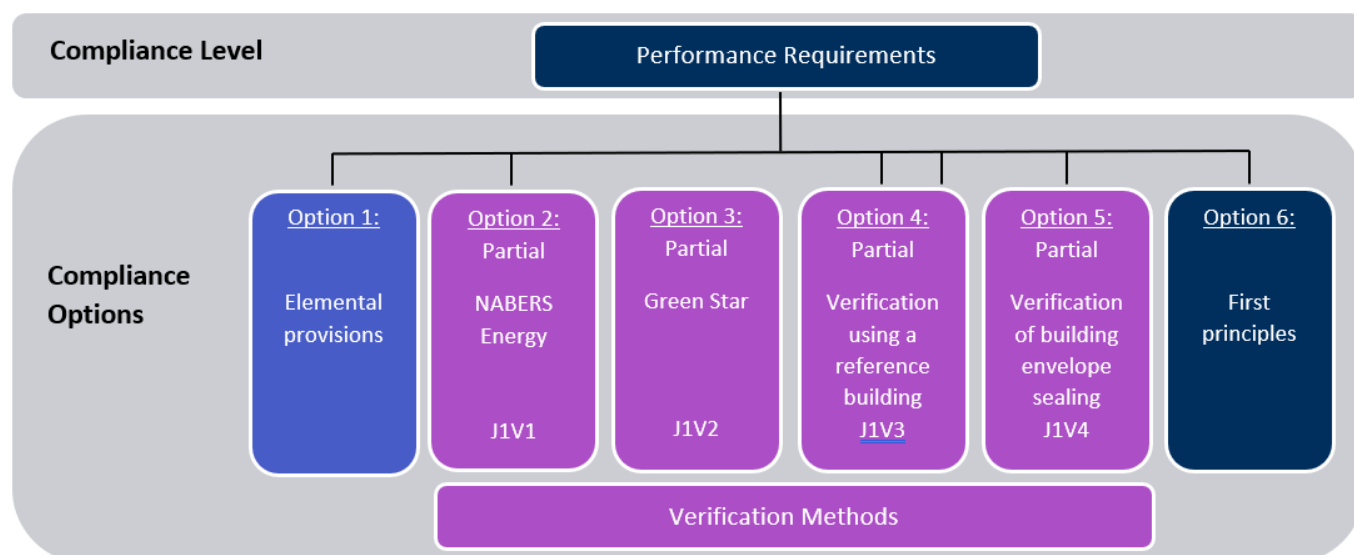 Compliance Level
Performance Requirements
Compliance
Options
Option 1:
Elemental
provisions
Option 2:
Partial
NABERS
Energy
J1V1
Option 3:
Partial
Green Star
J1V2
Option 4:
Partial
Verification
using a
reference
building
J1V3
Option 5:
Partial
Verification
of building
envelope
sealing
J1V4
Option 6:
First
principles
Verification Methods